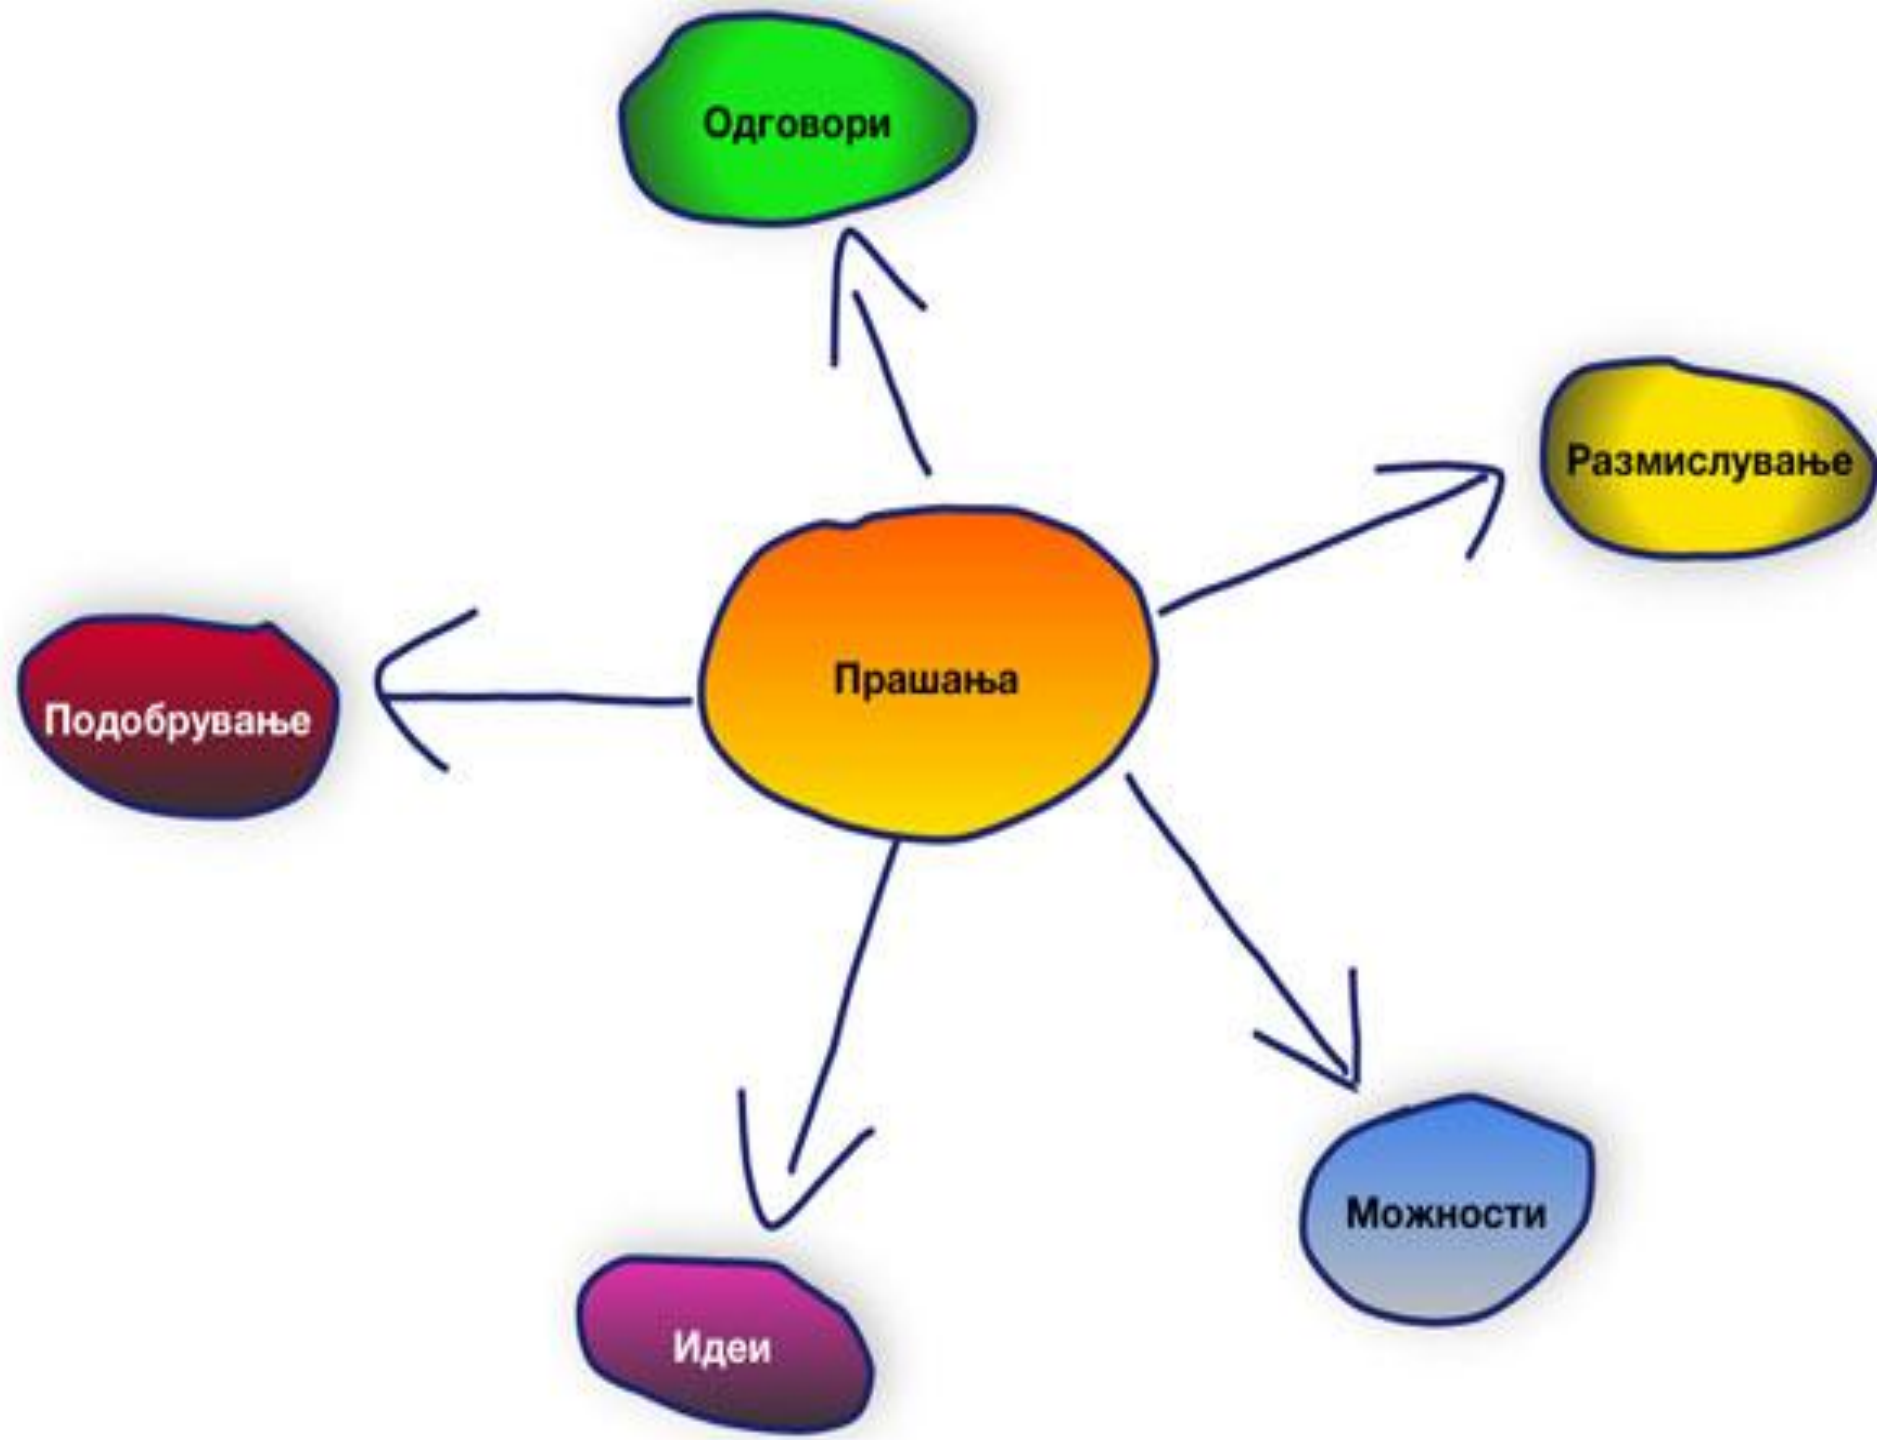 Одговори
Размислување
Прашања
Подобрување
Можности
Идеи